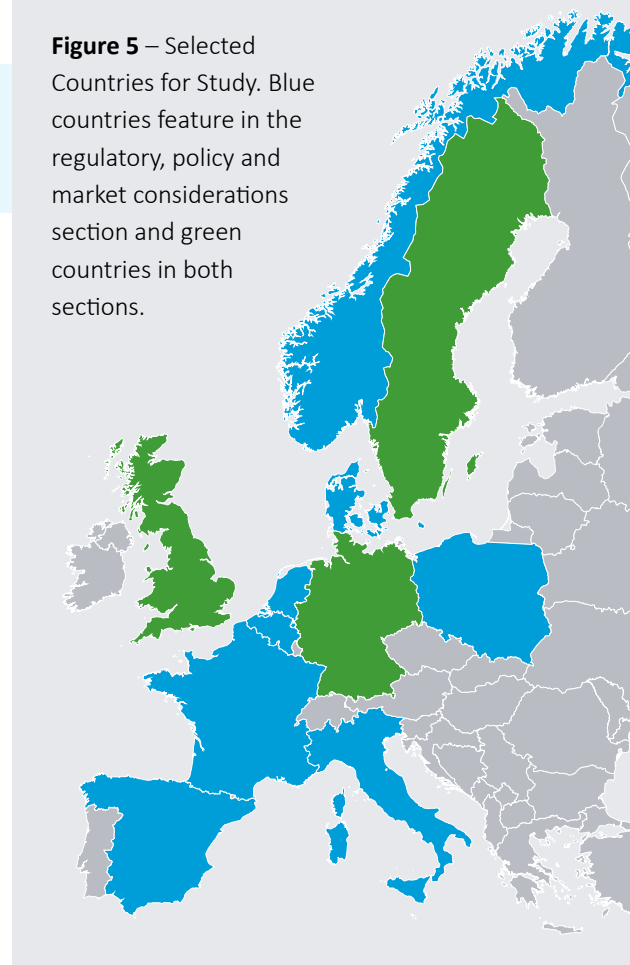 Figure 5 – Selected
Countries for Study. Blue
countries feature in the
regulatory, policy and
market considerations
section and green
countries in both
sections.